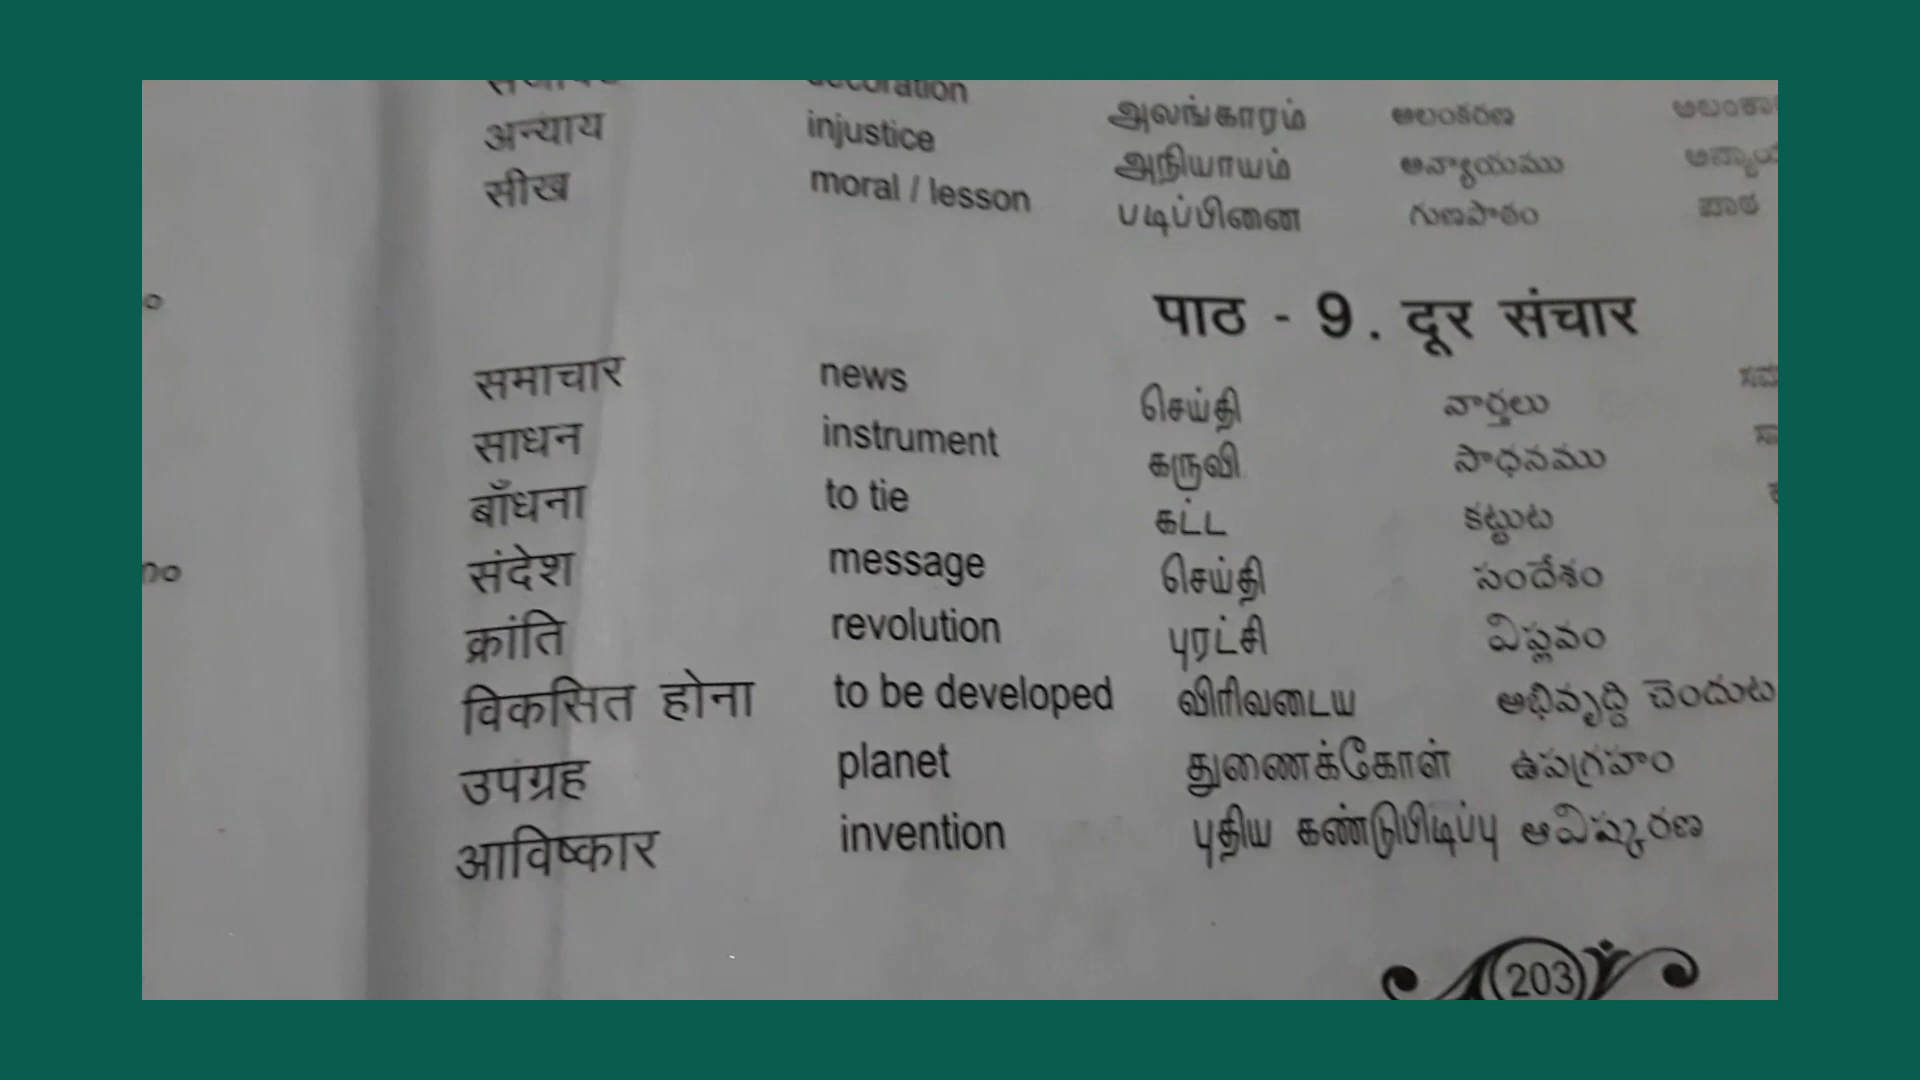 decoration அலங்காரம் అలంకరణ
अन्याय injustice அநியாயம் అన్యాయము
सीख moral / lesson படிப்பினை గుణపాఠం ಪಾಠ
पाठ - 9. दूर संचार
समाचार news செய்தி వార్తలు
साधन instrument கருவி సాధనము
बाँधना to tie கட்ட కట్టుట
संदेश message செய்தி సందేశం
क्रांति revolution புரட்சி విప్లవం
विकसित होना to be developed விரிவடைய అభివృద్ధి చెందుట
उपग्रह planet துணைக்கோள் ఉపగ్రహం
आविष्कार invention புதிய கண்டுபிடிப்பு ఆవిష్కరణ
203